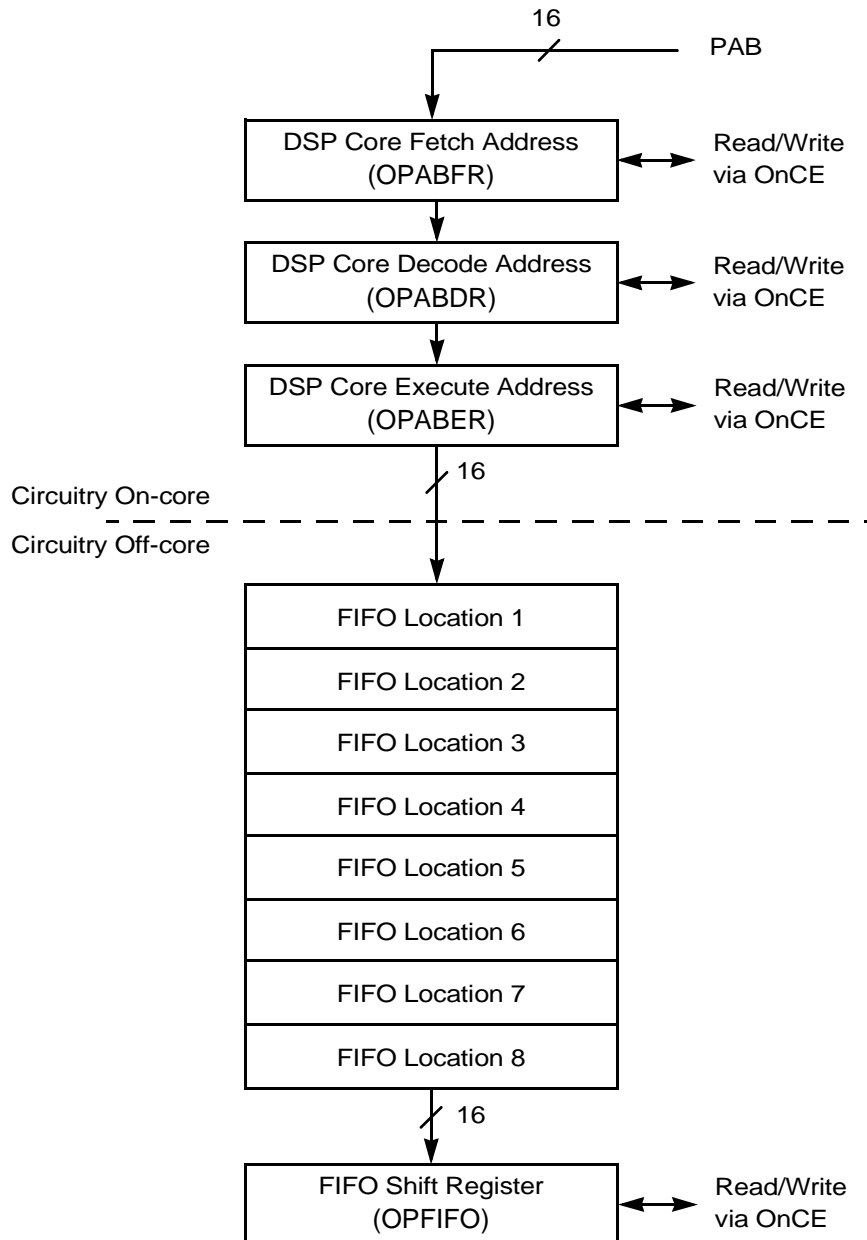 16
PAB
DSP Core Fetch Address
(OPABFR)
Read/Write
via OnCE
DSP Core Decode Address
(OPABDR)
Read/Write
via OnCE
DSP Core Execute Address
(OPABER)
Read/Write
via OnCE
16
Circuitry On-core
Circuitry Off-core
FIFO Location 1
FIFO Location 2
FIFO Location 3
FIFO Location 4
FIFO Location 5
FIFO Location 6
FIFO Location 7
FIFO Location 8
16
FIFO Shift Register
(OPFIFO)
Read/Write
via OnCE